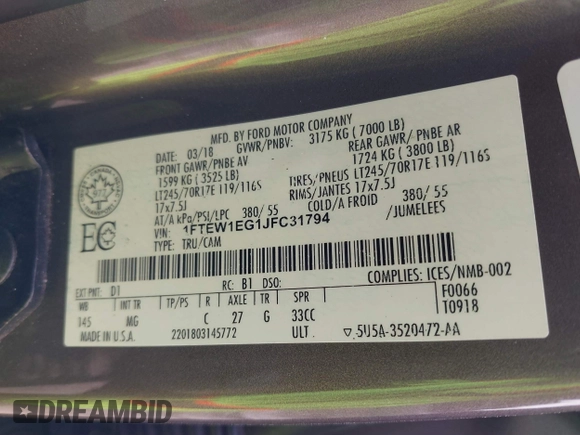 MFD. BY FORD MOTOR COMPANY
03/18 GVWR/PNBV: 3175 KG ( 7000 LB)
DATE:
FRONT GAWR/PNBE AV REAR GAWR/ PNBE AR
1599 KG ( 3525 LB) 1724 KG ( 3800 LB)
LT245/70R17E 119/116S TIRES/PNEUS LT245/70R17E 119/116S
17x7.5J RIMS/JANTES 17x7.5J
AT/A kPa/PSI/LPC 380/ 55 COLD/A FROID 380/ 55
VIN: 1FTEW1EG1JFC31794 /JUMELEES
TYPE: TRU/CAM
EC
COMPLIES: ICES/NMB-002
EXT PNT: D1 RC: B1 DSO:
WB INT TR TP/PS R AXLE TR SPR F0066
145 MG C 27 G 33CC T0918
MADE IN U.S.A. 2201803145772 ULT. ▽5U5A-3520472-AA
DREAMBID